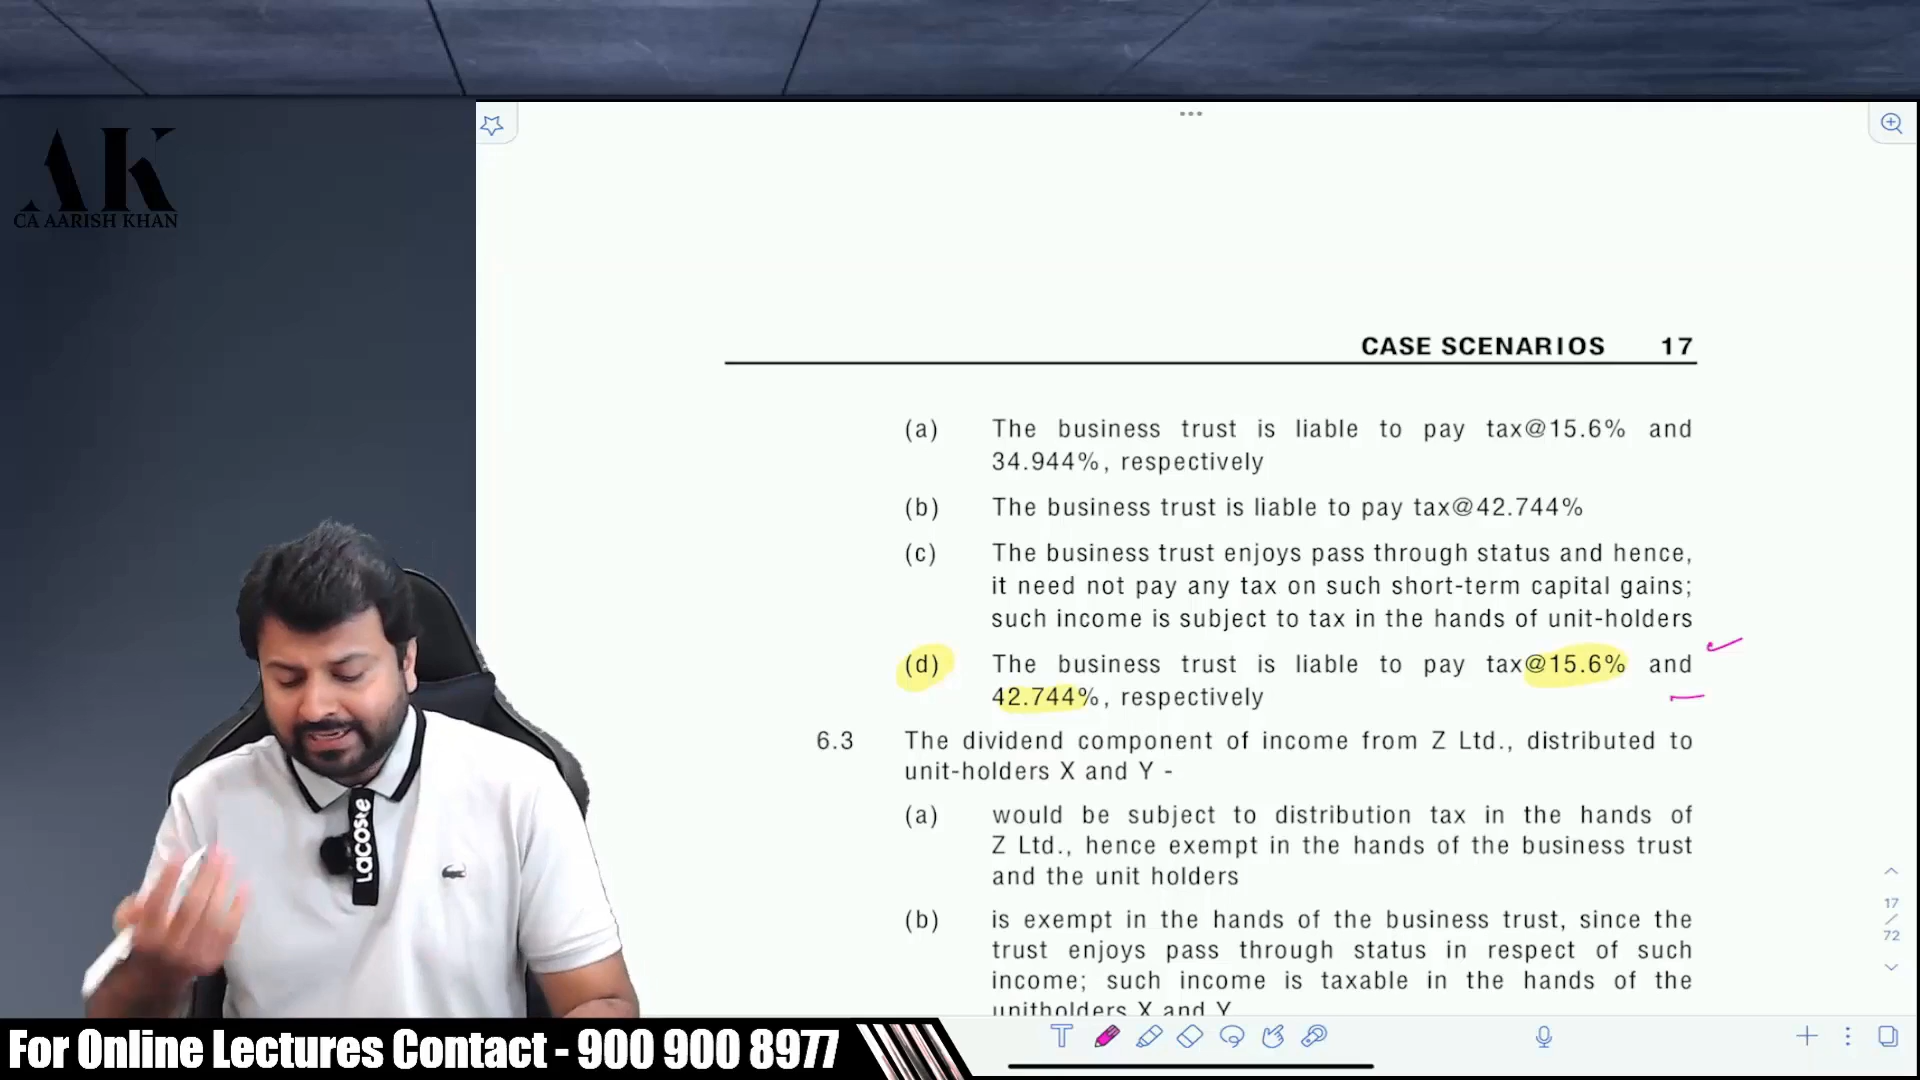 AK
CA AARISH KHAN
CASE SCENARIOS 17
(a) The business trust is liable to pay tax@15.6% and
34.944%, respectively
(b) The business trust is liable to pay tax@42.744%
(c) The business trust enjoys pass through status and hence,
it need not pay any tax on such short-term capital gains;
such income is subject to tax in the hands of unit-holders
(d) The business trust is liable to pay tax@15.6% and
42.744%, respectively
6.3 The dividend component of income from Z Ltd., distributed to
unit-holders X and Y -
(a) would be subject to distribution tax in the hands of
Z Ltd., hence exempt in the hands of the business trust
and the unit holders
(b) is exempt in the hands of the business trust, since the
trust enjoys pass through status in respect of such
income; such income is taxable in the hands of the
unitholders X and Y
17
/
72
Lacoste
T
For Online Lectures Contact - 900 900 8977